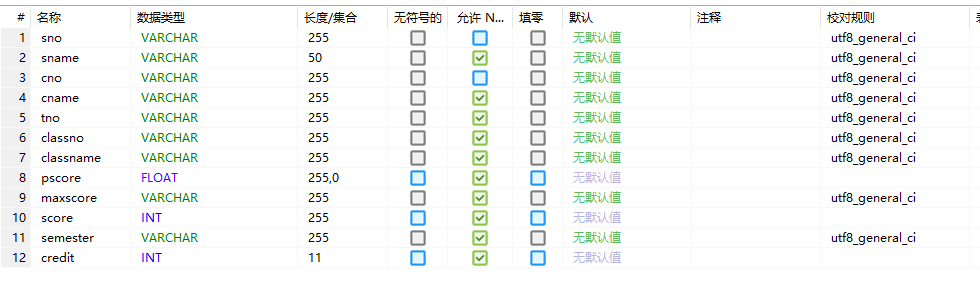 # 名称 数据类型 长度/集合 无符号的 允许 N... 填零 默认 注释 校对规则
1 sno VARCHAR 255 无默认值 utf8_general_ci
2 sname VARCHAR 50 无默认值 utf8_general_ci
3 cno VARCHAR 255 无默认值 utf8_general_ci
4 cname VARCHAR 255 无默认值 utf8_general_ci
5 tno VARCHAR 255 无默认值 utf8_general_ci
6 classno VARCHAR 255 无默认值 utf8_general_ci
7 classname VARCHAR 255 无默认值 utf8_general_ci
8 pscore FLOAT 255,0 无默认值
9 maxscore VARCHAR 255 无默认值 utf8_general_ci
10 score INT 255 无默认值
11 semester VARCHAR 255 无默认值 utf8_general_ci
12 credit INT 11 无默认值